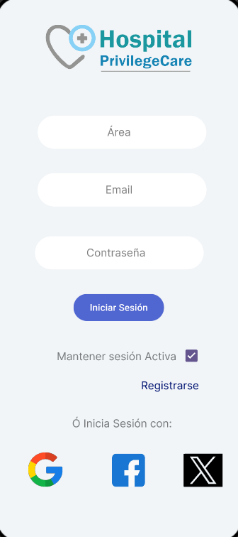 Hospital
PrivilegeCare
Área
Email
Contraseña
Iniciar Sesión
Mantener sesión Activa
Registrarse
Ó Inicia Sesión con: